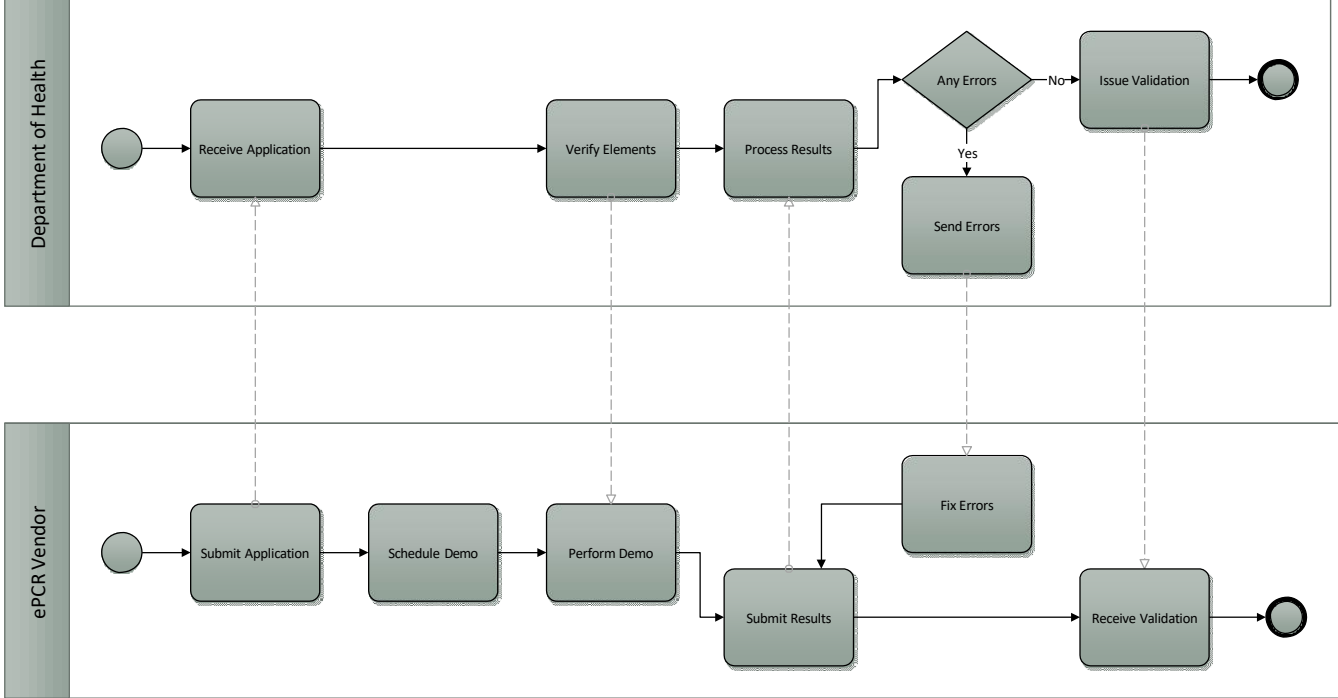 Department of Health
Receive Application
Verify Elements
Process Results
Any Errors
No
Issue Validation
Yes
Send Errors
ePCR Vendor
Submit Application
Schedule Demo
Perform Demo
Submit Results
Fix Errors
Receive Validation